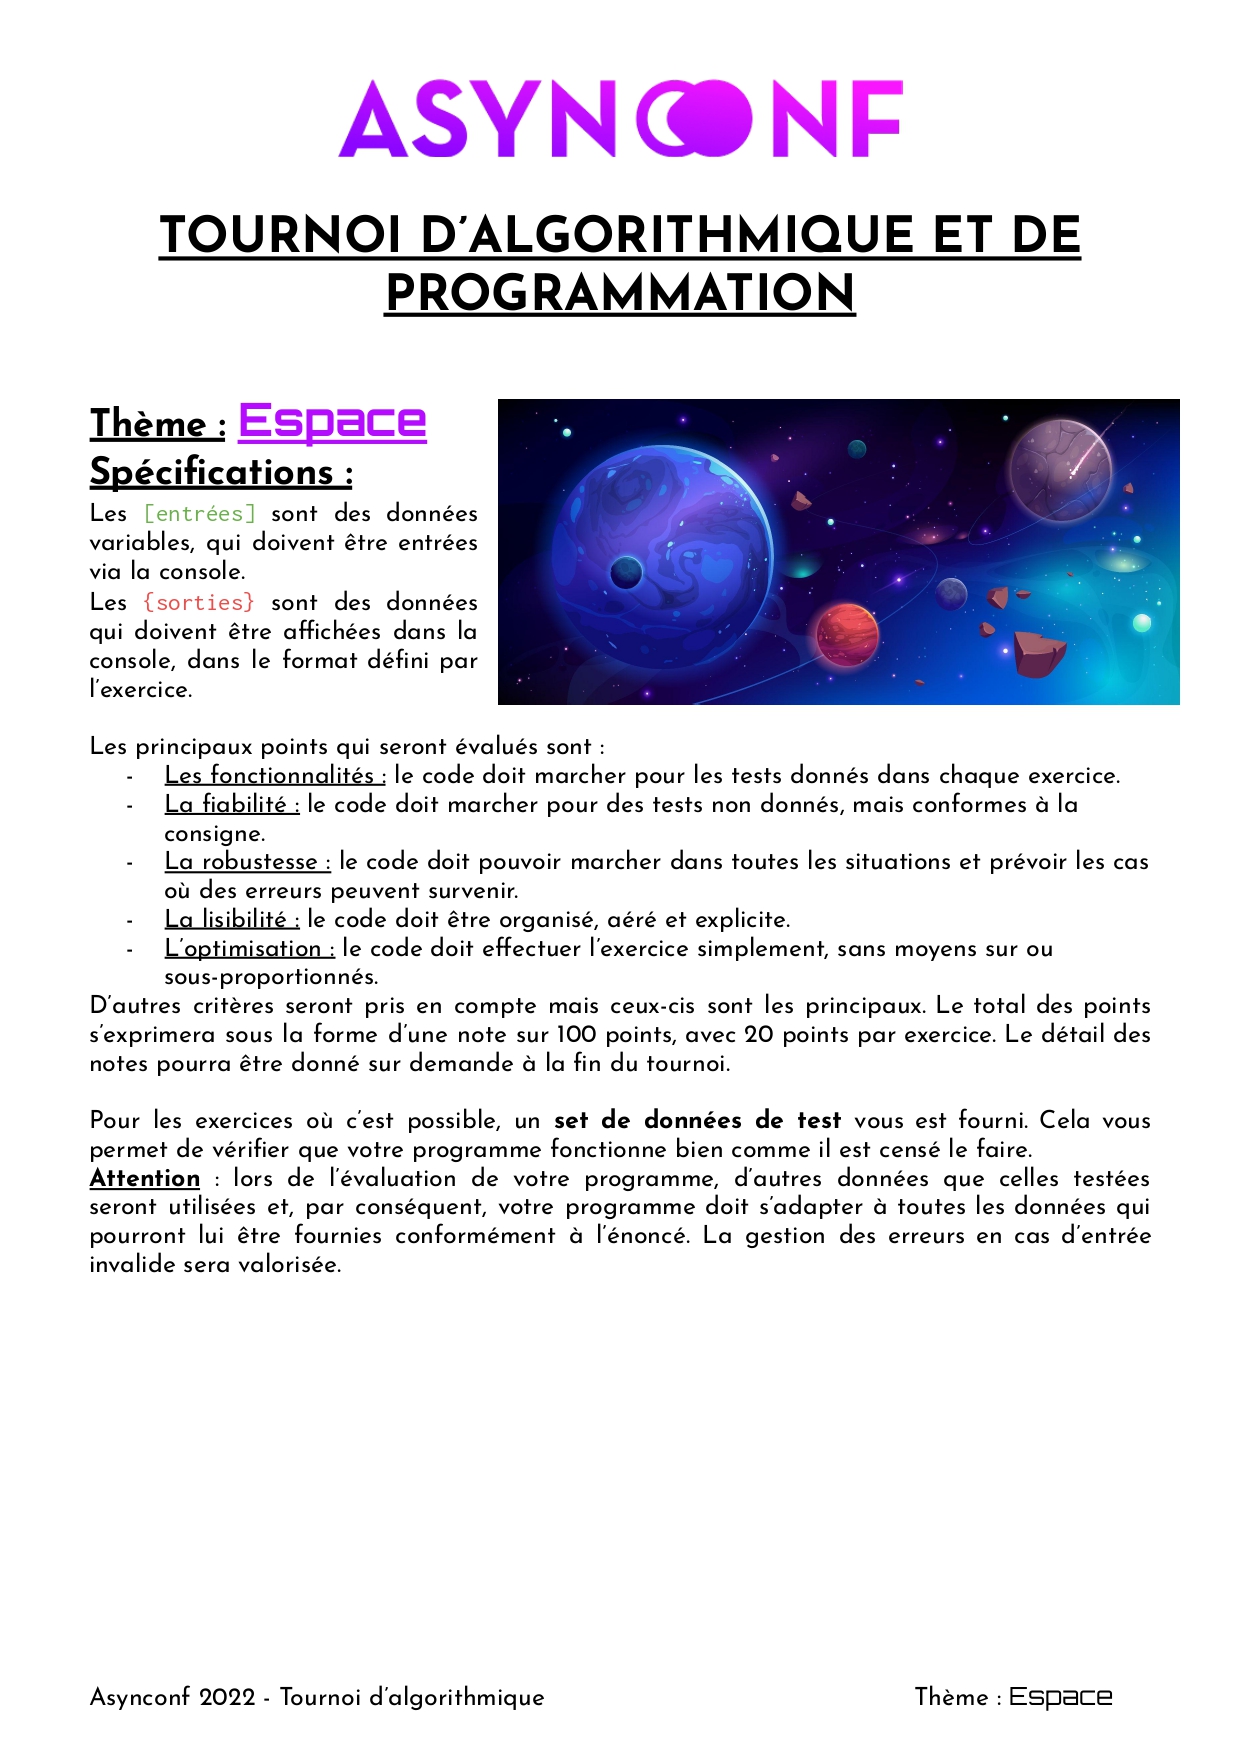 ASYNCONF
TOURNOI D'ALGORITHMIQUE ET DE
PROGRAMMATION
Thème : Espace
Spécifications :
Les [entrées] sont des données
variables, qui doivent être entrées
via la console.
Les {sorties} sont des données
qui doivent être affichées dans la
console, dans le format défini par
l'exercice.
Les principaux points qui seront évalués sont :
- Les fonctionnalités : le code doit marcher pour les tests donnés dans chaque exercice.
- La fiabilité : le code doit marcher pour des tests non donnés, mais conformes à la
consigne.
- La robustesse : le code doit pouvoir marcher dans toutes les situations et prévoir les cas
où des erreurs peuvent survenir.
- La lisibilité : le code doit être organisé, aéré et explicite.
- L'optimisation : le code doit effectuer l'exercice simplement, sans moyens sur ou
sous-proportionnés.
D'autres critères seront pris en compte mais ceux-cis sont les principaux. Le total des points
s'exprimera sous la forme d'une note sur 100 points, avec 20 points par exercice. Le détail des
notes pourra être donné sur demande à la fin du tournoi.
Pour les exercices où c'est possible, un set de données de test vous est fourni. Cela vous
permet de vérifier que votre programme fonctionne bien comme il est censé le faire.
Attention : lors de l'évaluation de votre programme, d'autres données que celles testées
seront utilisées et, par conséquent, votre programme doit s'adapter à toutes les données qui
pourront lui être fournies conformément à l'énoncé. La gestion des erreurs en cas d'entrée
invalide sera valorisée.
Asynconf 2022 - Tournoi d'algorithmique
Thème : Espace